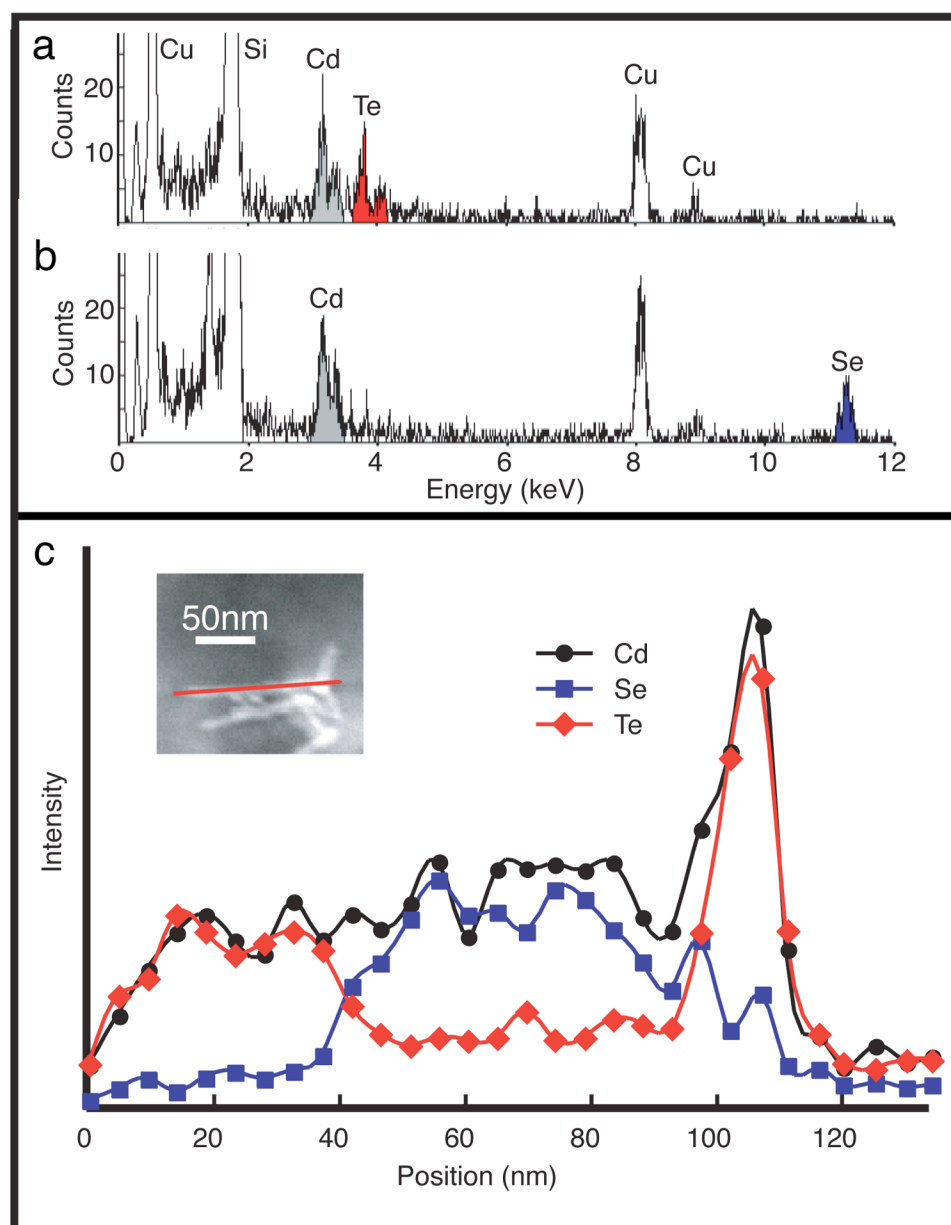 a
Cu
Si
Cd
Te
Cu
Cu
Counts
20
10
b
Cd
Se
Counts
20
10
0 2 4 6 8 10 12
Energy (keV)
c
50nm
Cd
Se
Te
Intensity
0 20 40 60 80 100 120
Position (nm)